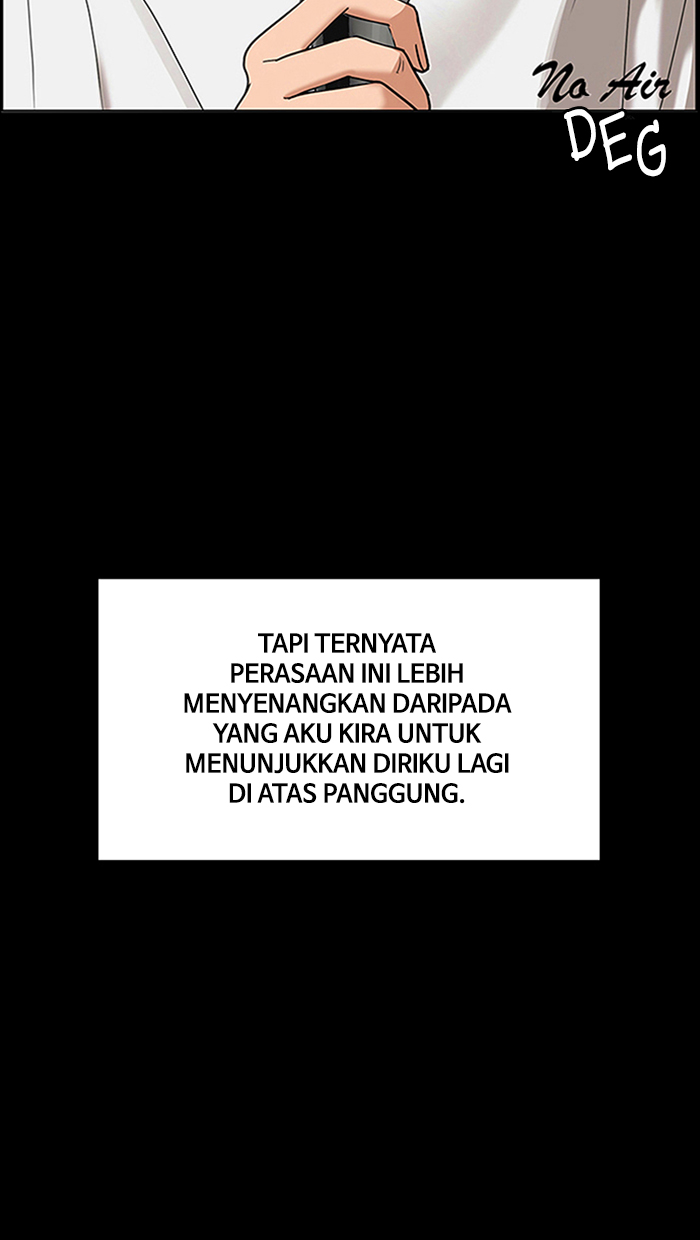 No Air
DEG
TAPI TERNYATA
PERASAAN INI LEBIH
MENYENANGKAN DARIPADA
YANG AKU KIRA UNTUK
MENUNJUKKAN DIRIKU LAGI
DI ATAS PANGGUNG.